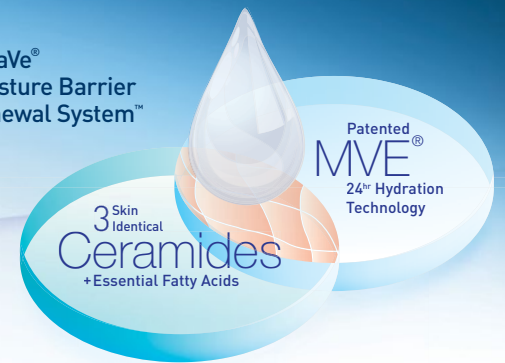 aVe®
sture Barrier
ewal System™
Patented
MVE®
24hr Hydration
Technology
3 Skin
Identical
Ceramides
+Essential Fatty Acids